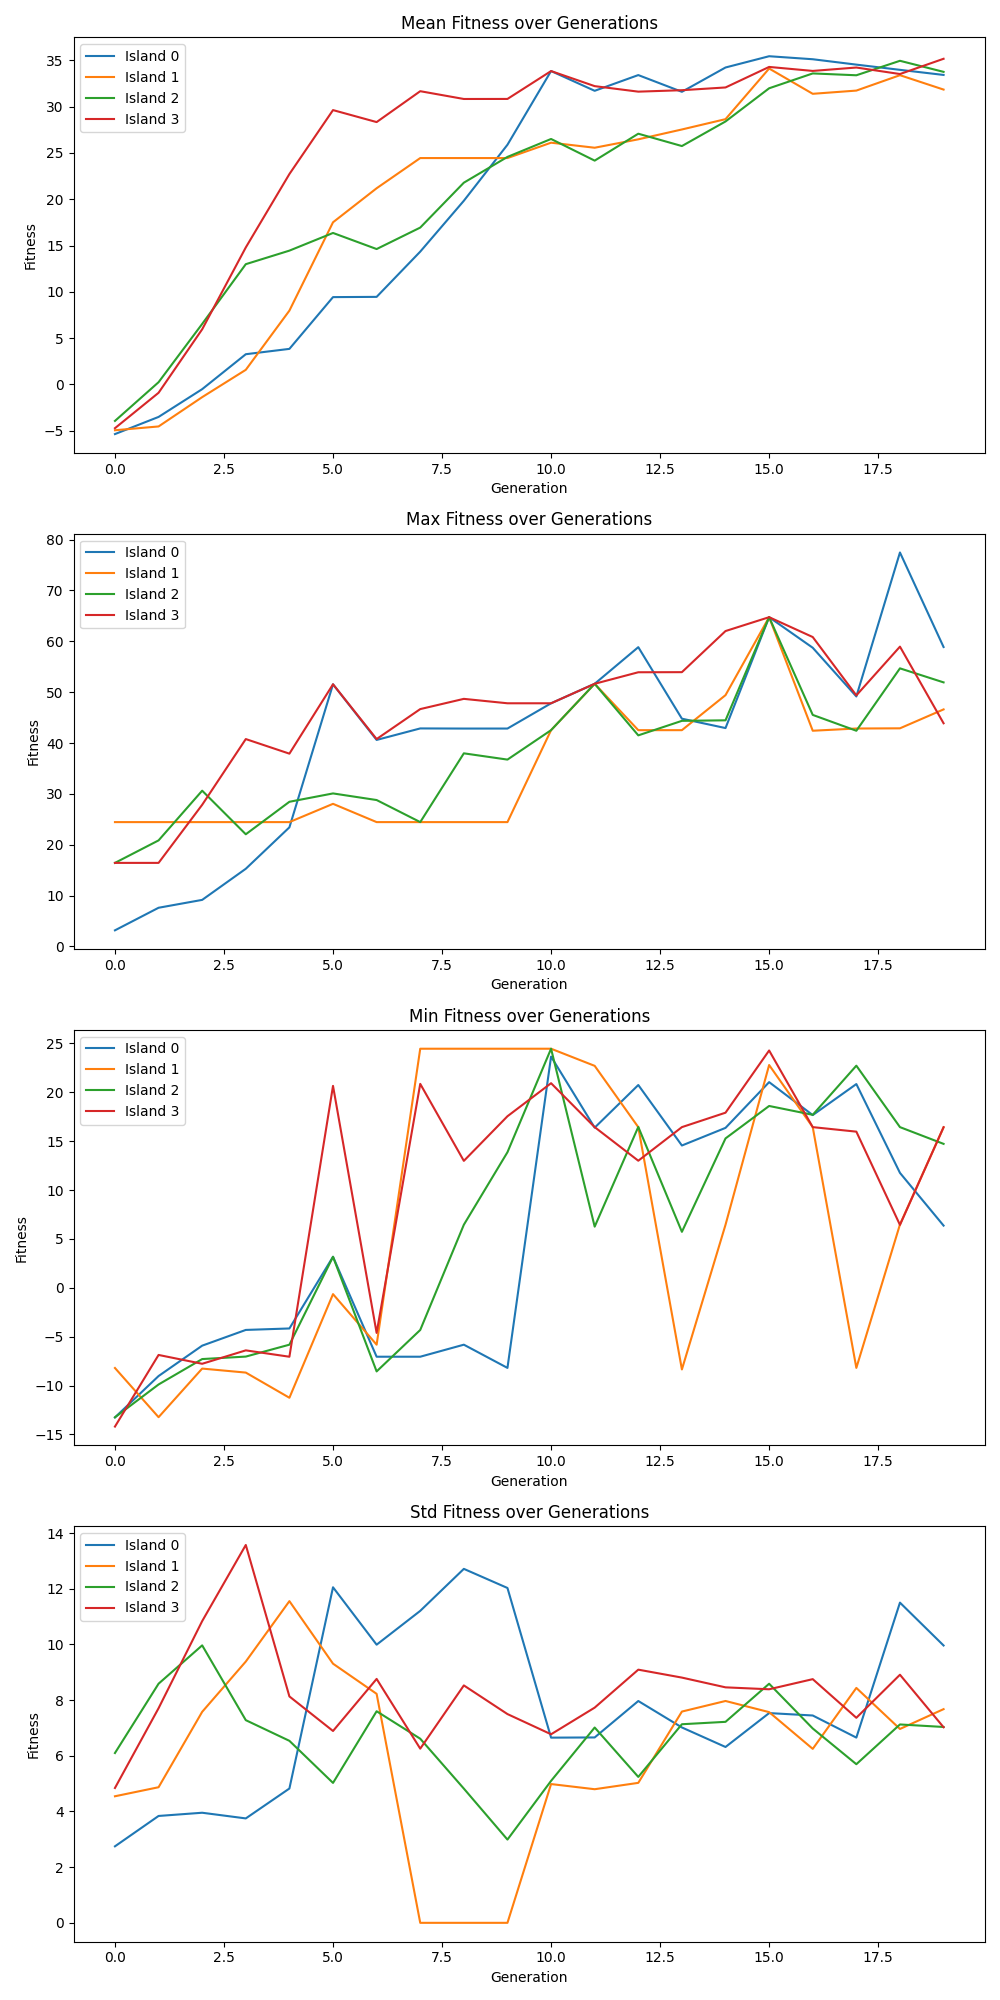 Mean Fitness over Generations
Island 0
Island 1
Island 2
Island 3
Fitness
35
30
25
20
15
10
5
0
−5
0.0 2.5 5.0 7.5 10.0 12.5 15.0 17.5
Generation
Max Fitness over Generations
Island 0
Island 1
Island 2
Island 3
Fitness
80
70
60
50
40
30
20
10
0
0.0 2.5 5.0 7.5 10.0 12.5 15.0 17.5
Generation
Min Fitness over Generations
Island 0
Island 1
Island 2
Island 3
Fitness
25
20
15
10
5
0
−5
−10
−15
0.0 2.5 5.0 7.5 10.0 12.5 15.0 17.5
Generation
Std Fitness over Generations
Island 0
Island 1
Island 2
Island 3
Fitness
14
12
10
8
6
4
2
0
0.0 2.5 5.0 7.5 10.0 12.5 15.0 17.5
Generation